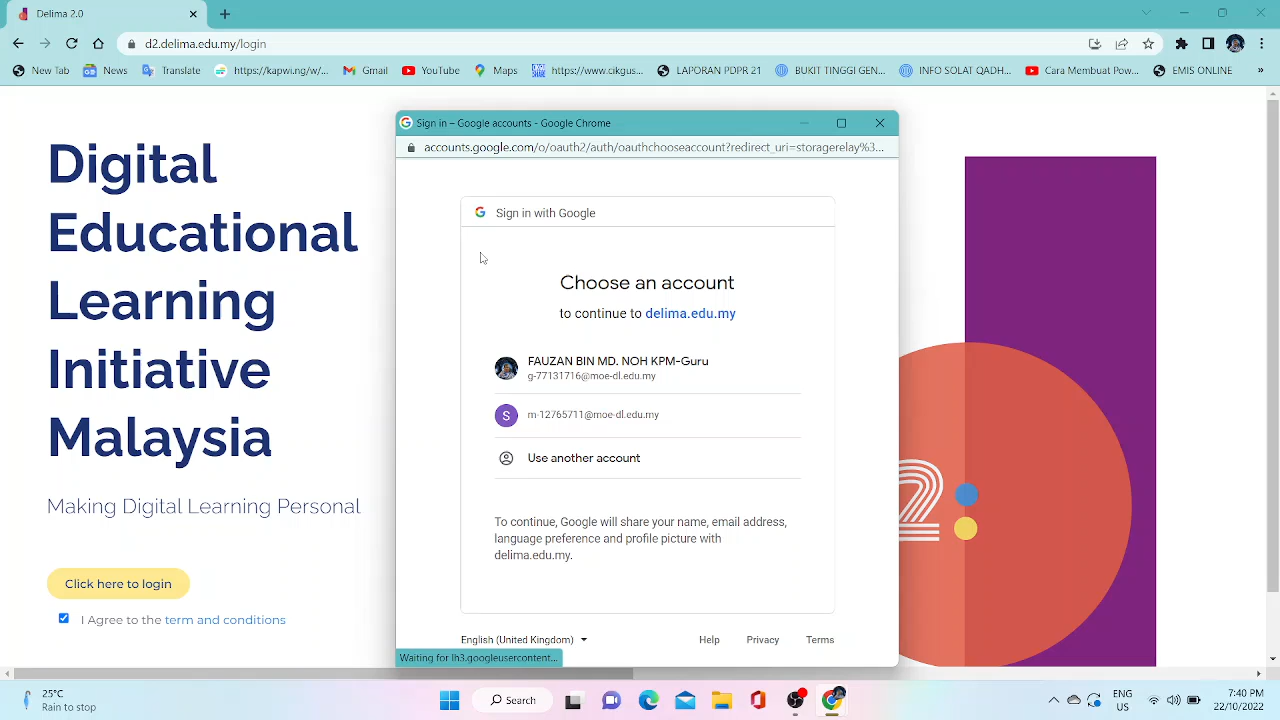 Delima 2.0
d2.delima.edu.my/login
New Tab
News
Translate
https://kapwi.ng/w/...
Gmail
YouTube
Maps
https://www.cikgus...
LAPORAN PDPR 21
BUKIT TINGGI GEN...
INFO SOLAT QADH...
Cara Membuat Pow...
EMIS ONLINE
»
Digital
Educational
Learning
Initiative
Malaysia
Making Digital Learning Personal
Click here to login
I Agree to the term and conditions
Sign in – Google accounts - Google Chrome
accounts.google.com/o/oauth2/auth/oauthchooseaccount?redirect_uri=storagerelay%3...
Sign in with Google
Choose an account
to continue to delima.edu.my
FAUZAN BIN MD. NOH KPM-Guru
g-77131716@moe-dl.edu.my
S
m-12765711@moe-dl.edu.my
Use another account
To continue, Google will share your name, email address,
language preference and profile picture with
delima.edu.my.
English (United Kingdom)
Help
Privacy
Terms
Waiting for lh3.googleusercontent...
2
25°C
Rain to stop
Search
ENG
US
7:40 PM
22/10/2022